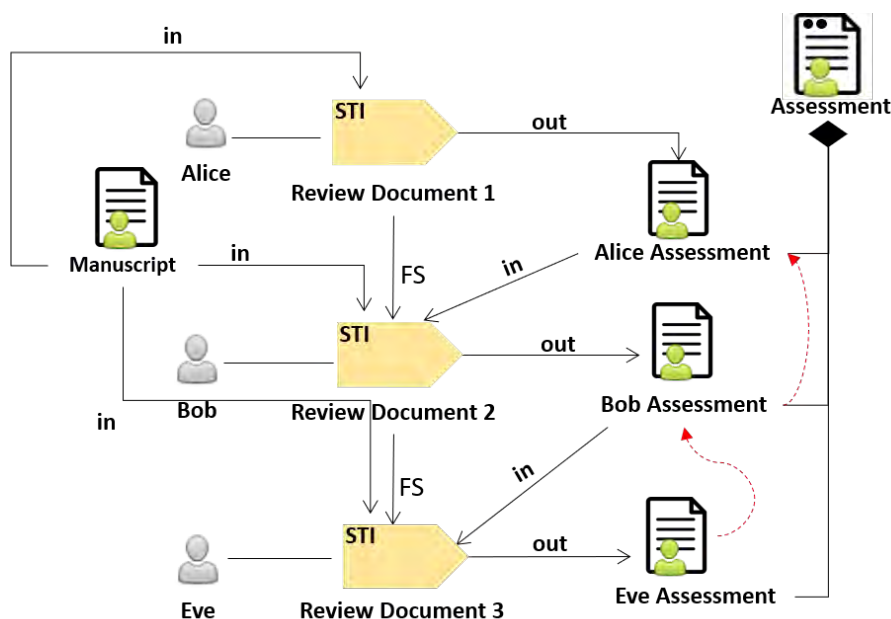 in
Assessment
STI
out
Alice
Review Document 1
Manuscript
in
FS
in
Alice Assessment
STI
out
Bob
Review Document 2
Bob Assessment
in
FS
in
STI
out
Eve
Review Document 3
Eve Assessment